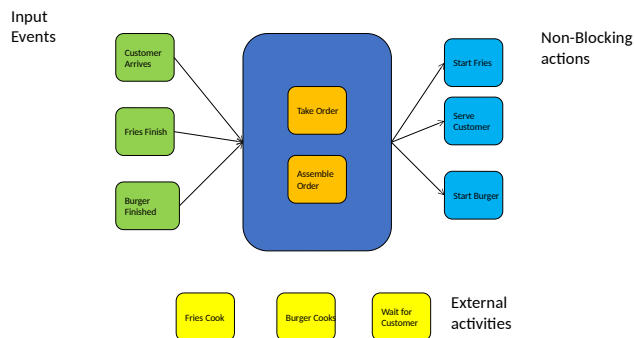 Input
Events
Customer
Arrives
Fries Finish
Burger
Finished
Take Order
Assemble
Order
Non-Blocking
actions
Start Fries
Serve
Customer
Start Burger
Fries Cook
Burger Cooks
Wait for
Customer
External
activities